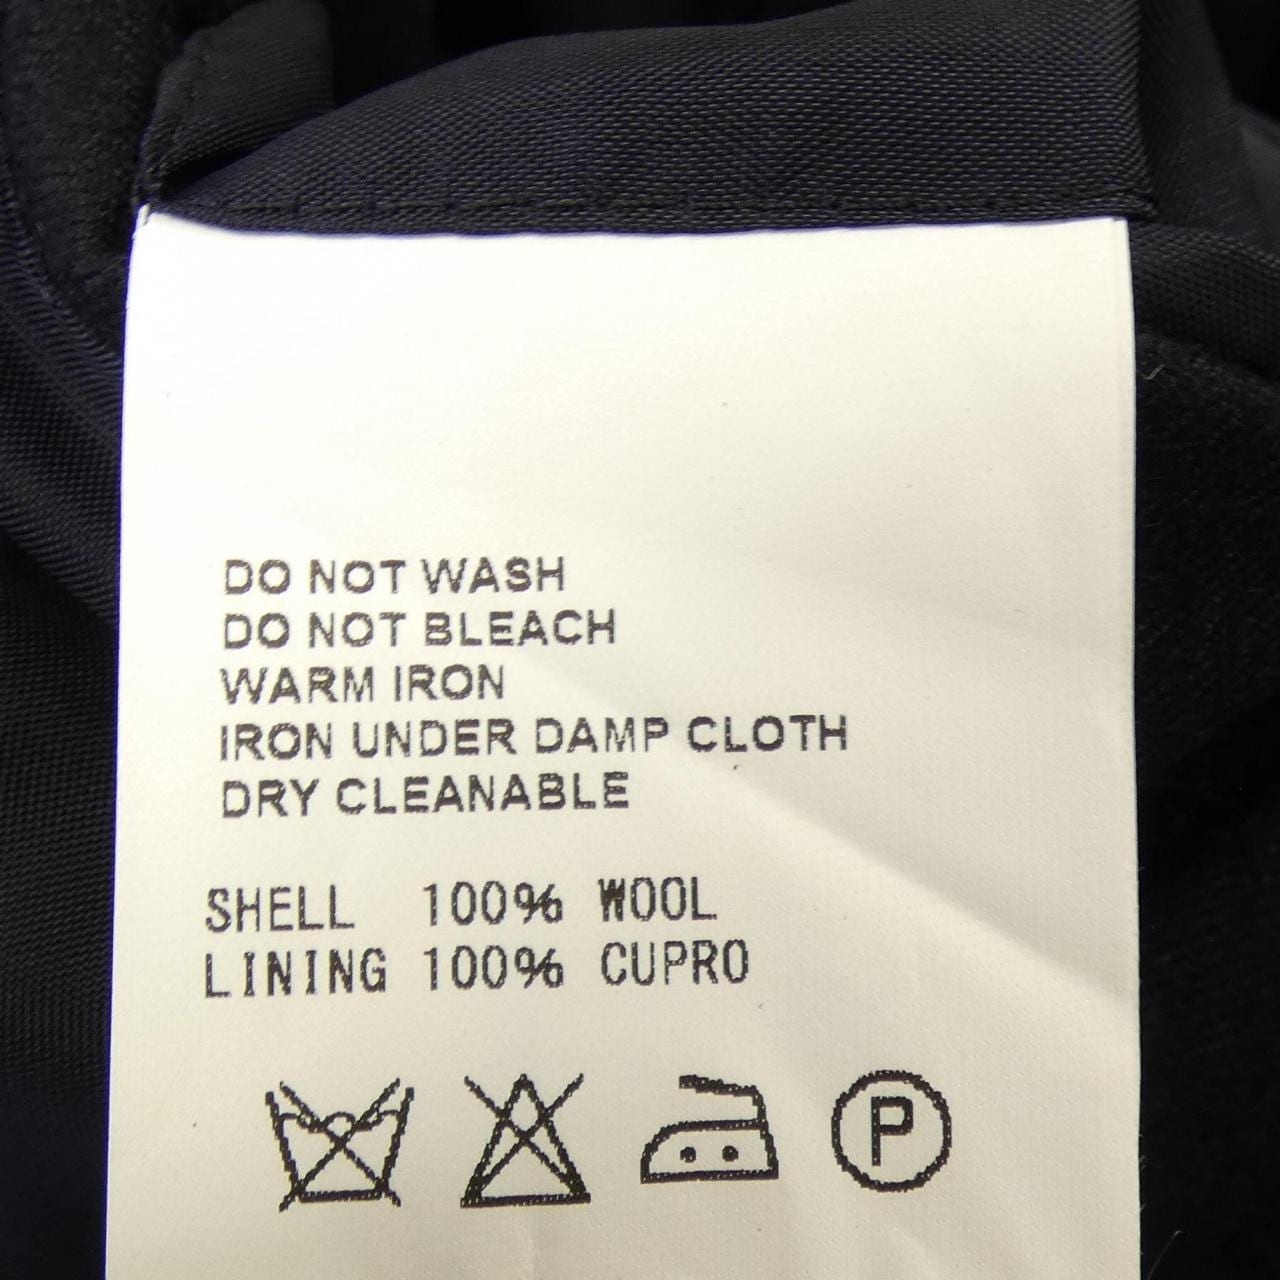 DO NOT WASH
DO NOT BLEACH
WARM IRON
IRON UNDER DAMP CLOTH
DRY CLEANABLE
SHELL 100% WOOL
LINING 100% CUPRO
P